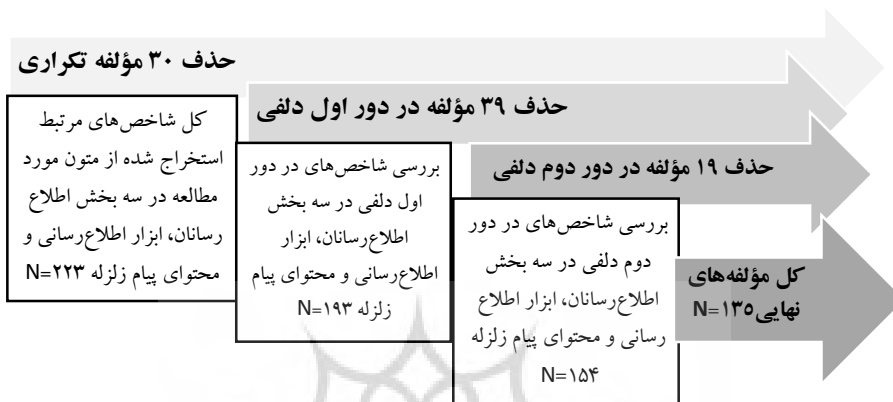 حذف ۳۰ مؤلفه تکراری
کل شاخص‌های مرتبط
استخراج شده از متون مورد
مطالعه در سه بخش اطلاع
رسانان، ابزار اطلاع‌رسانی و
محتوای پیام زلزله N=۲۲۳
حذف ۳۹ مؤلفه در دور اول دلفی
بررسی شاخص‌های در دور
اول دلفی در سه بخش
اطلاع‌رسانان، ابزار
اطلاع‌رسانی و محتوای پیام
زلزله N=۱۹۳
حذف ۱۹ مؤلفه در دور دوم دلفی
بررسی شاخص‌های در دور
دوم دلفی در سه بخش
اطلاع‌رسانان، ابزار اطلاع
رسانی و محتوای پیام زلزله
N=۱۵۴
کل مؤلفه‌های
نهایی N=۱۳۵